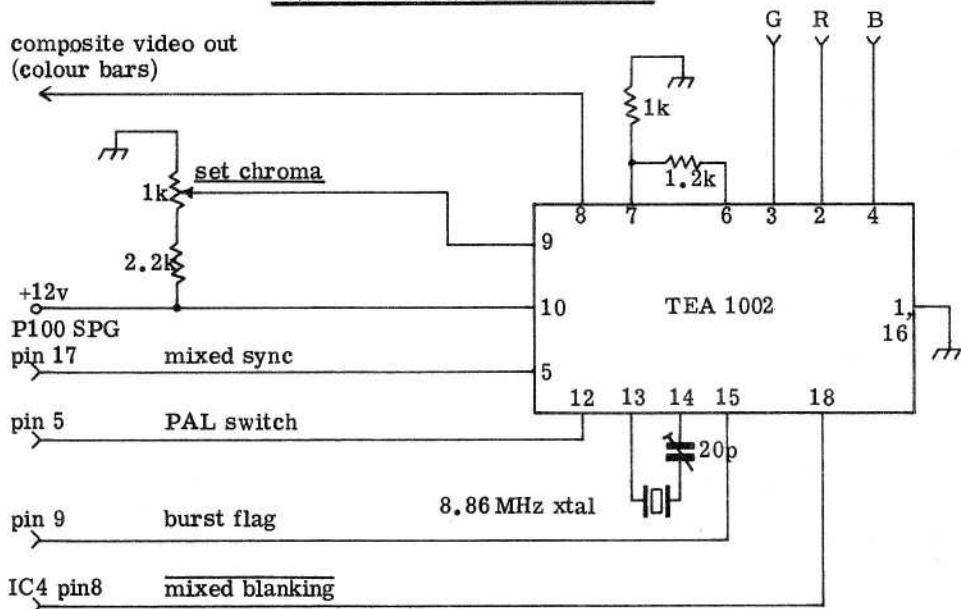 G R B
composite video out
(colour bars)
1k
set chroma
1.2k
1k
8 7 6 3 2 4
9
2.2k
+12v
10
TEA 1002
1,
16
P100 SPG
pin 17 mixed sync
5
12 13 14 15 18
pin 5 PAL switch
20p
8.86 MHz xtal
pin 9 burst flag
IC4 pin8 mixed blanking